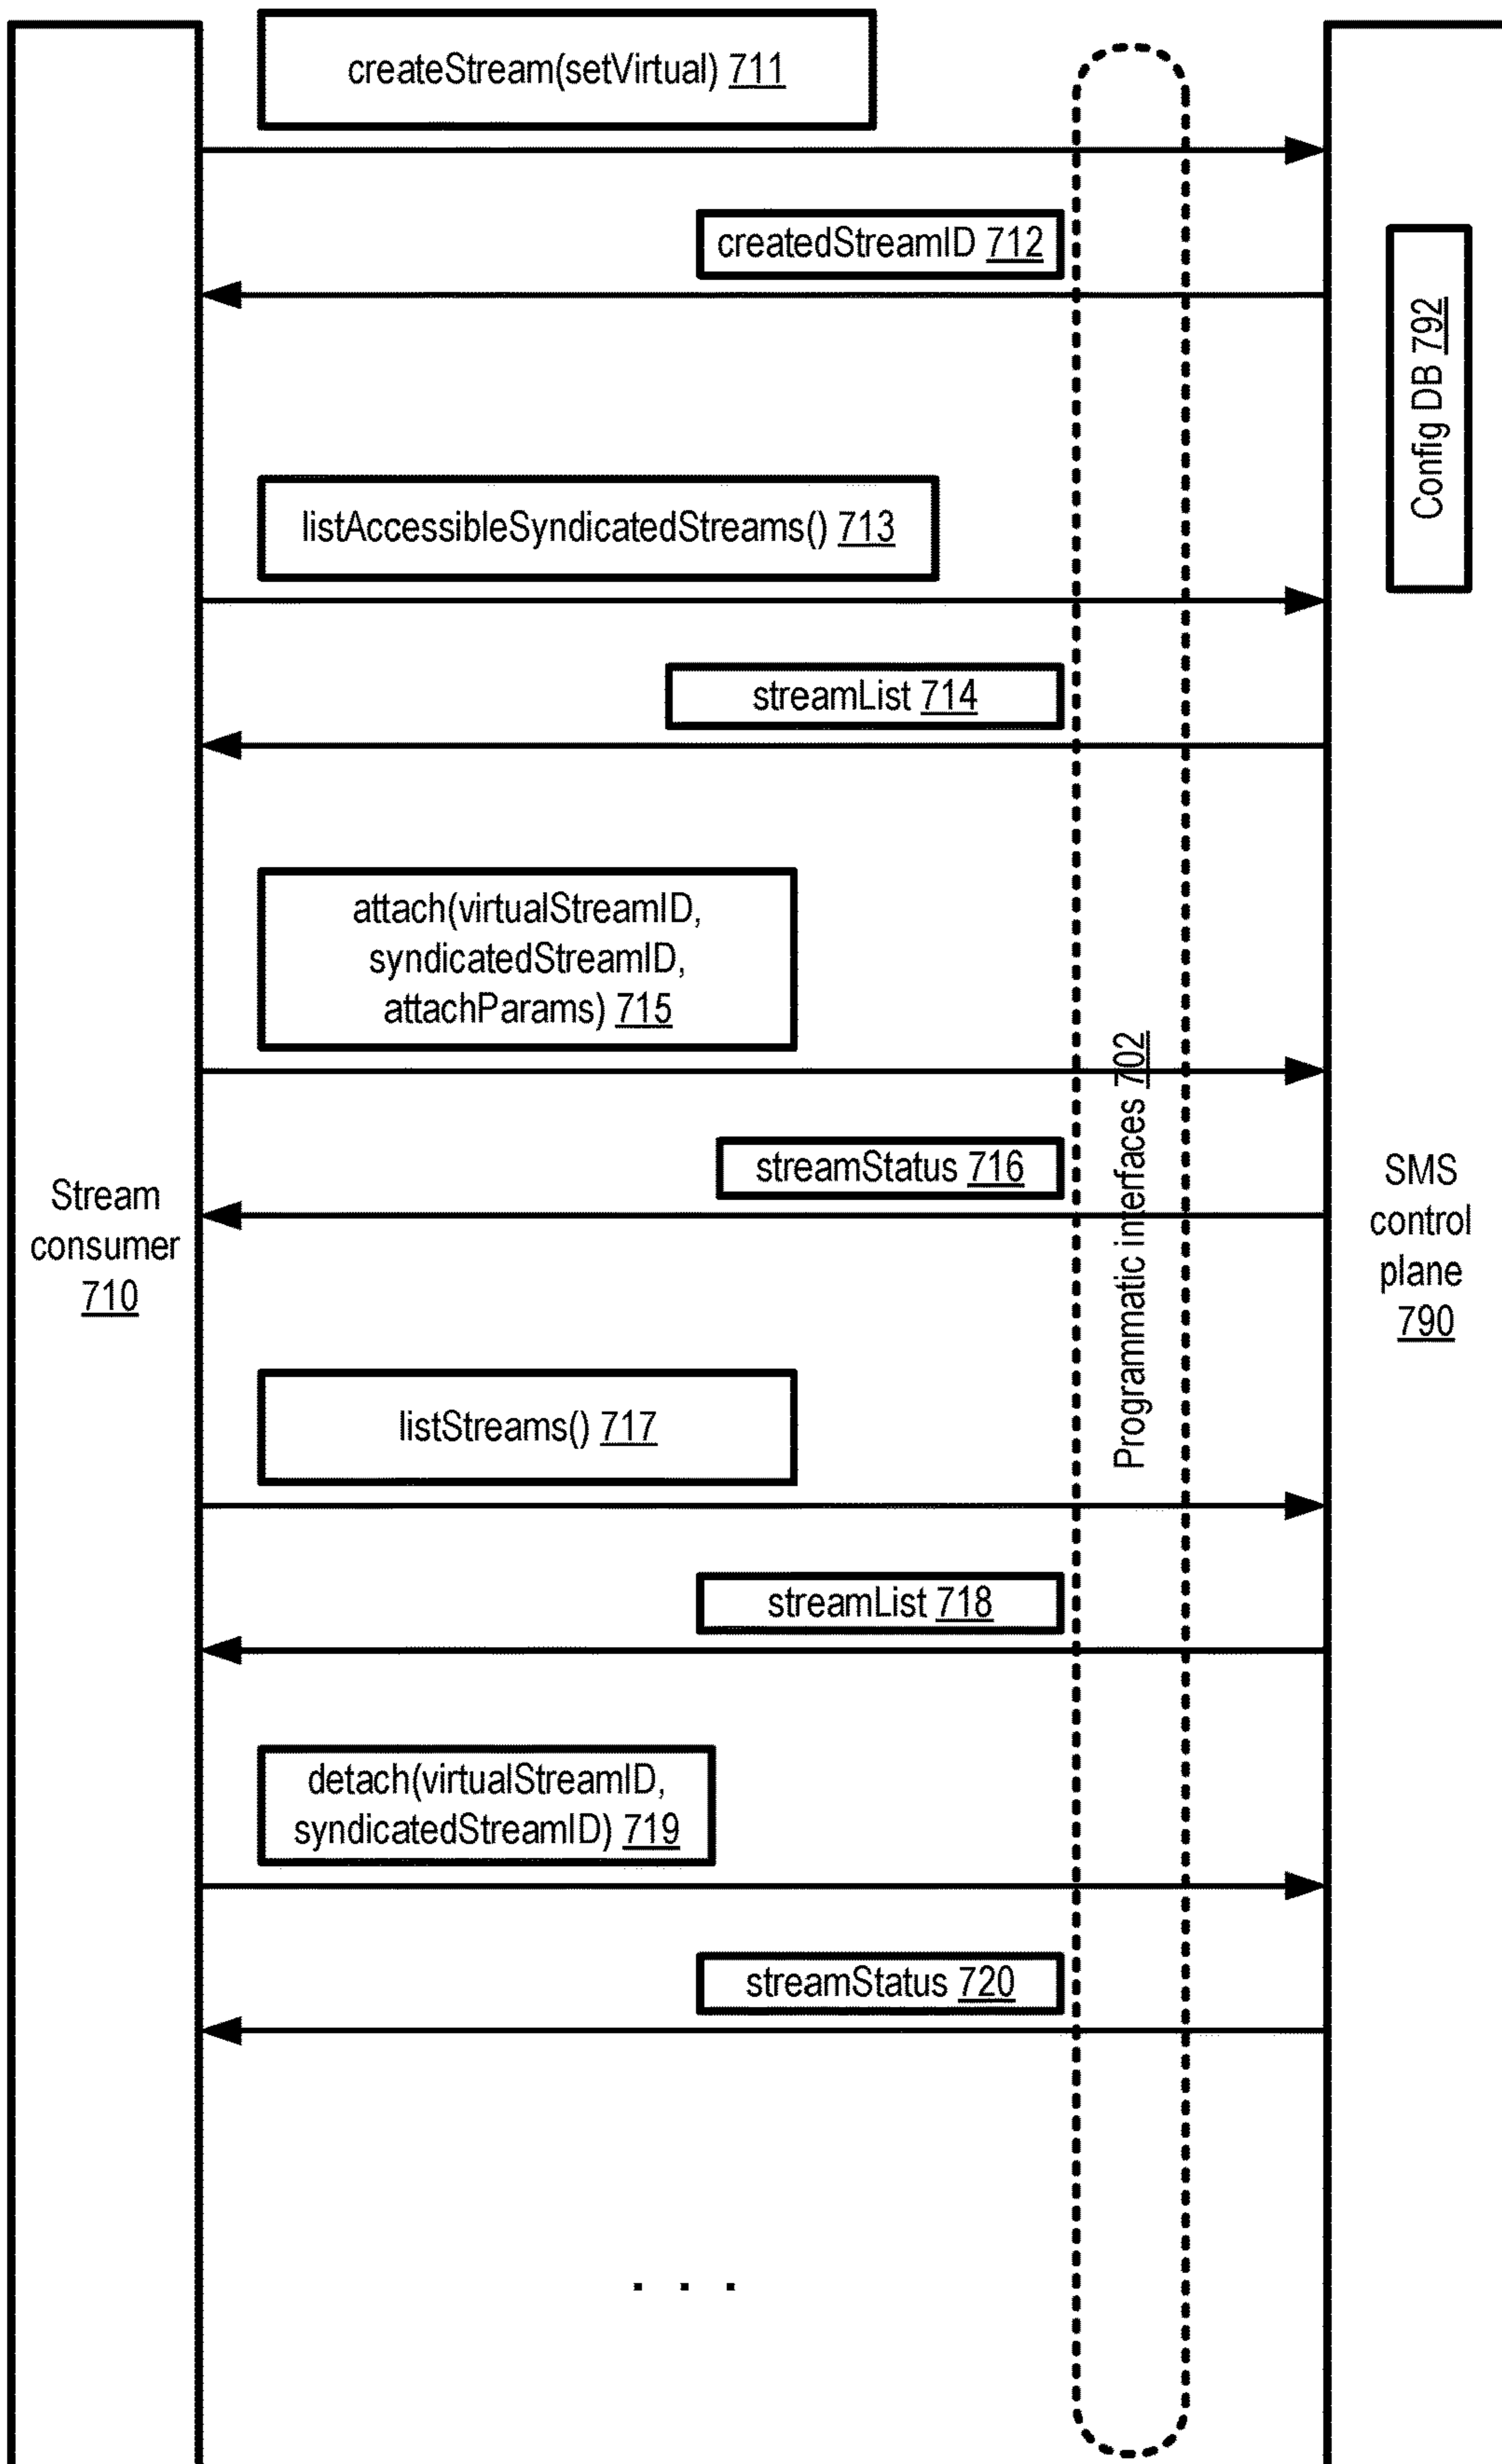 createStream(setVirtual) 711
createdStreamID 712
Config DB 792
listAccessibleSyndicatedStreams() 713
streamList 714
attach(virtualStreamID,
syndicatedStreamID,
attachParams) 715
Programmatic interfaces 702
streamStatus 716
Stream
consumer
710
SMS
control
plane
790
listStreams() 717
streamList 718
detach(virtualStreamID,
syndicatedStreamID) 719
streamStatus 720
. . .